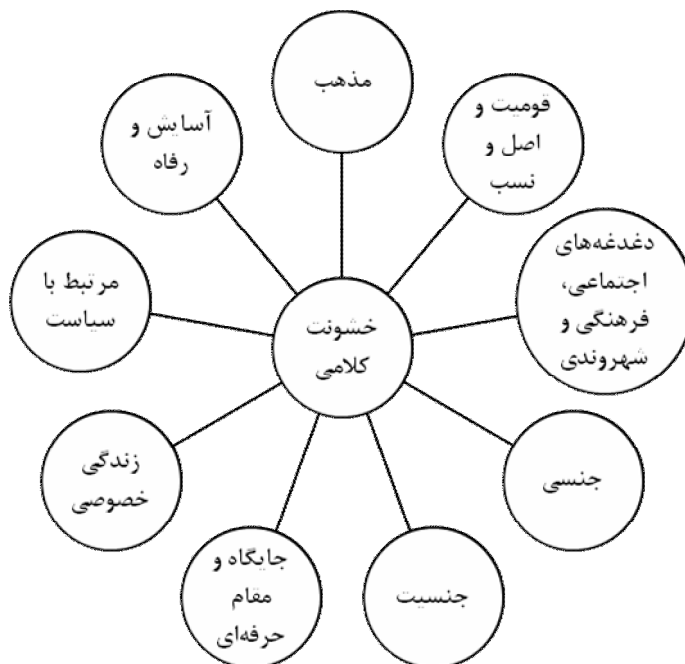 مذهب
قومیت و
اصل و
نسب
دغدغه‌های
اجتماعی،
فرهنگی و
شهروندی
جنسی
جنسیت
جایگاه و
مقام
حرفه‌ای
زندگی
خصوصی
مرتبط با
سیاست
آسایش و
رفاه
خشونت
کلامی